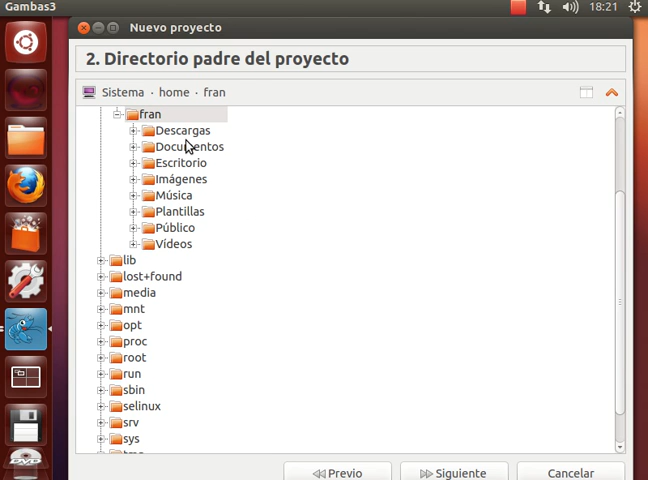 Gambas3
18:21
Nuevo proyecto
2. Directorio padre del proyecto
Sistema · home · fran
fran
Descargas
Documentos
Escritorio
Imágenes
Música
Plantillas
Público
Vídeos
lib
lost+found
media
mnt
opt
proc
root
run
sbin
selinux
srv
sys
Previo
Siguiente
Cancelar